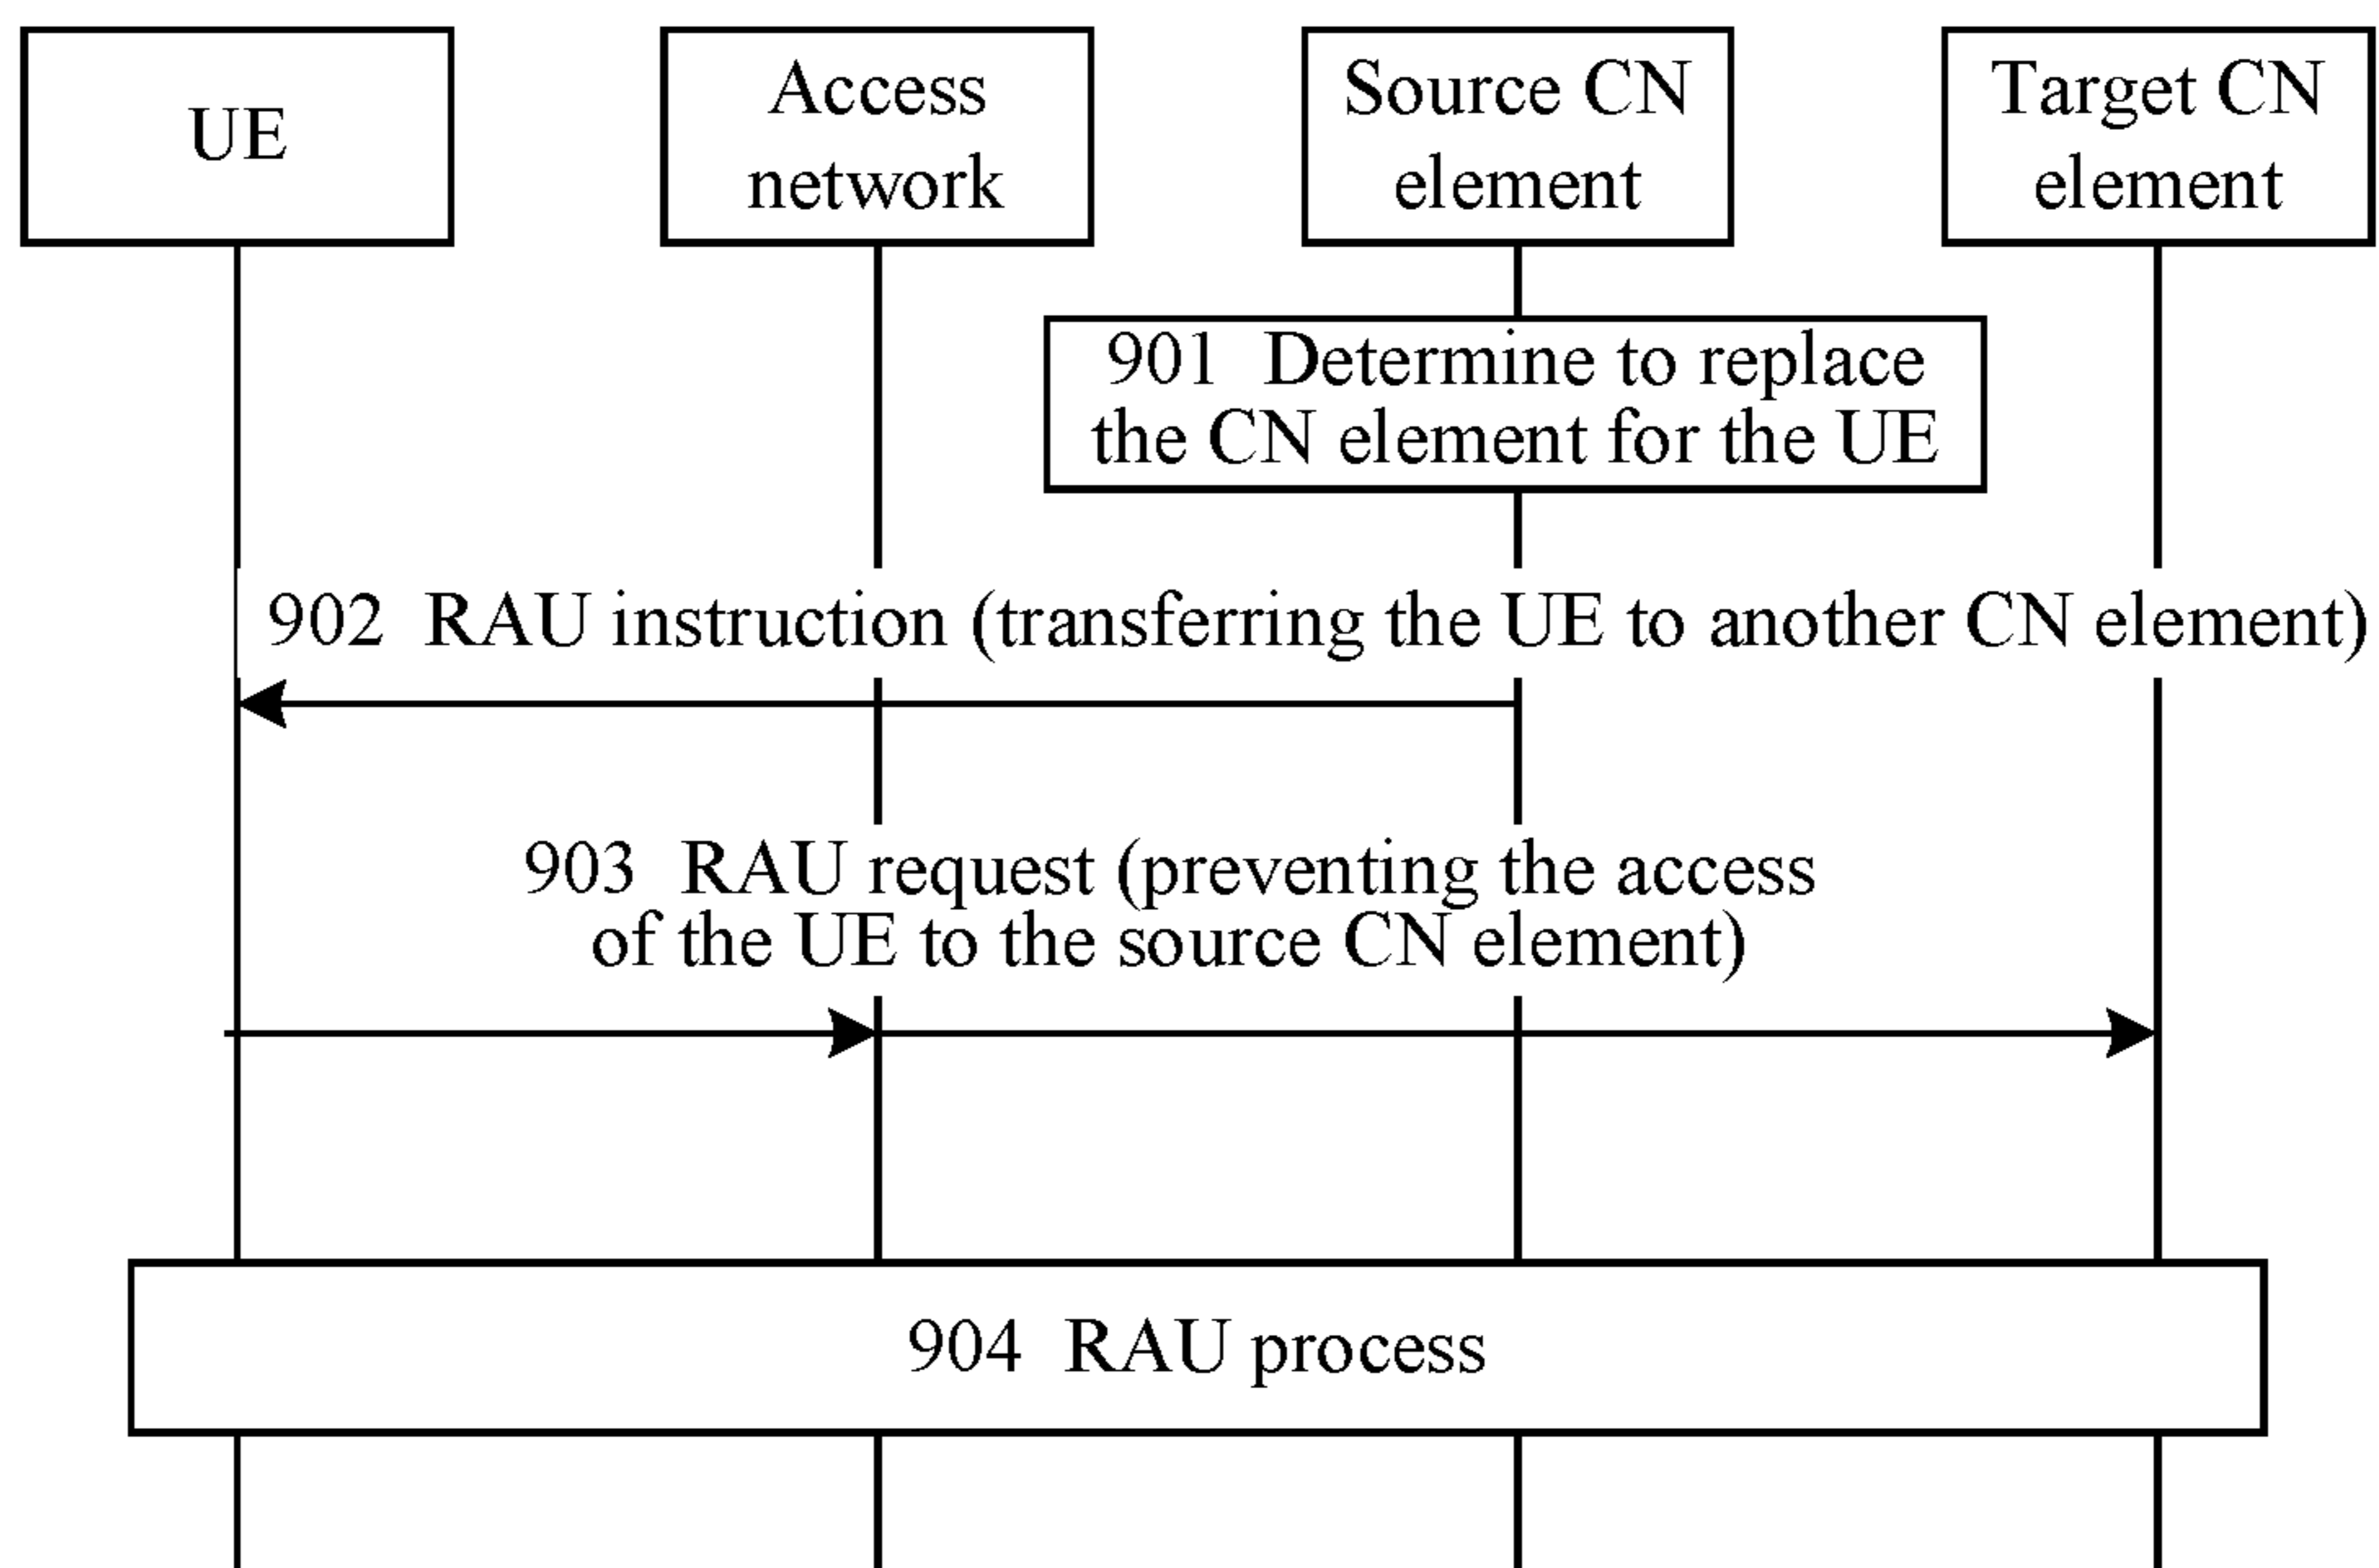 UE
Access
network
Source CN
element
Target CN
element
901 Determine to replace
the CN element for the UE
902 RAU instruction (transferring the UE to another CN element)
903 RAU request (preventing the access
of the UE to the source CN element)
904 RAU process